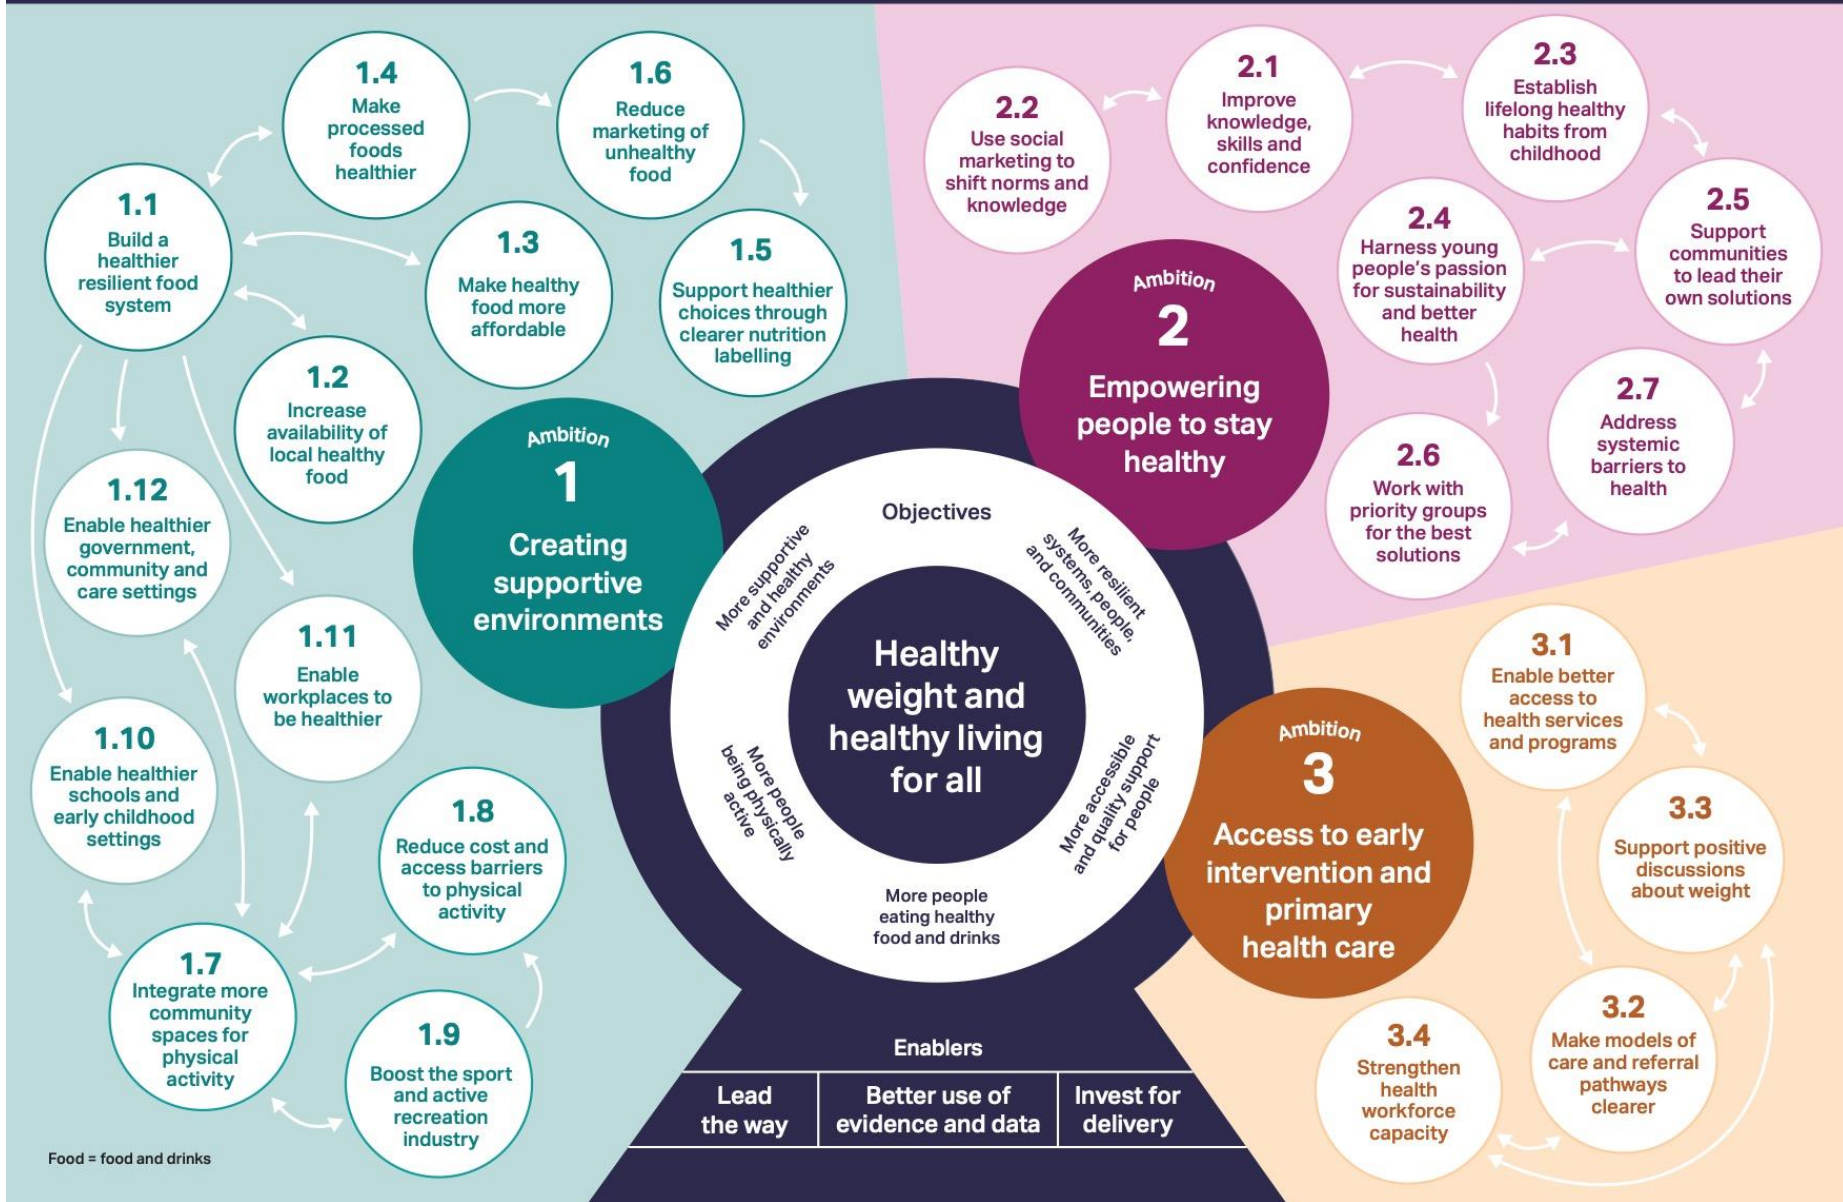 1.4
Make
processed
foods
healthier
1.6
Reduce
marketing of
unhealthy
food
1.1
Build a
healthier
resilient food
system
1.3
Make healthy
food more
affordable
1.5
Support healthier
choices through
clearer nutrition
labelling
1.2
Increase
availability of
local healthy
food
1.12
Enable healthier
government,
community and
care settings
1.11
Enable
workplaces to
be healthier
1.10
Enable healthier
schools and
early childhood
settings
1.8
Reduce cost and
access barriers
to physical
activity
1.7
Integrate more
community
spaces for
physical
activity
1.9
Boost the sport
and active
recreation
industry
Food = food and drinks
Ambition
1
Creating
supportive
environments
2.2
Use social
marketing to
shift norms and
knowledge
2.1
Improve
knowledge,
skills and
confidence
2.3
Establish
lifelong healthy
habits from
childhood
2.4
Harness young
people's passion
for sustainability
and better
health
2.5
Support
communities
to lead their
own solutions
2.6
Work with
priority groups
for the best
solutions
2.7
Address
systemic
barriers to
health
Ambition
2
Empowering
people to stay
healthy
Objectives
More supportive
and healthy
environments
More resilient
systems, people,
and communities
Healthy
weight and
healthy living
for all
More people
being physically
active
More accessible
and quality support
for people
More people
eating healthy
food and drinks
Ambition
3
Access to early
intervention and
primary
health care
3.1
Enable better
access to
health services
and programs
3.3
Support positive
discussions
about weight
3.2
Make models of
care and referral
pathways
clearer
3.4
Strengthen
health
workforce
capacity
Enablers
Lead
the way
Better use of
evidence and data
Invest for
delivery